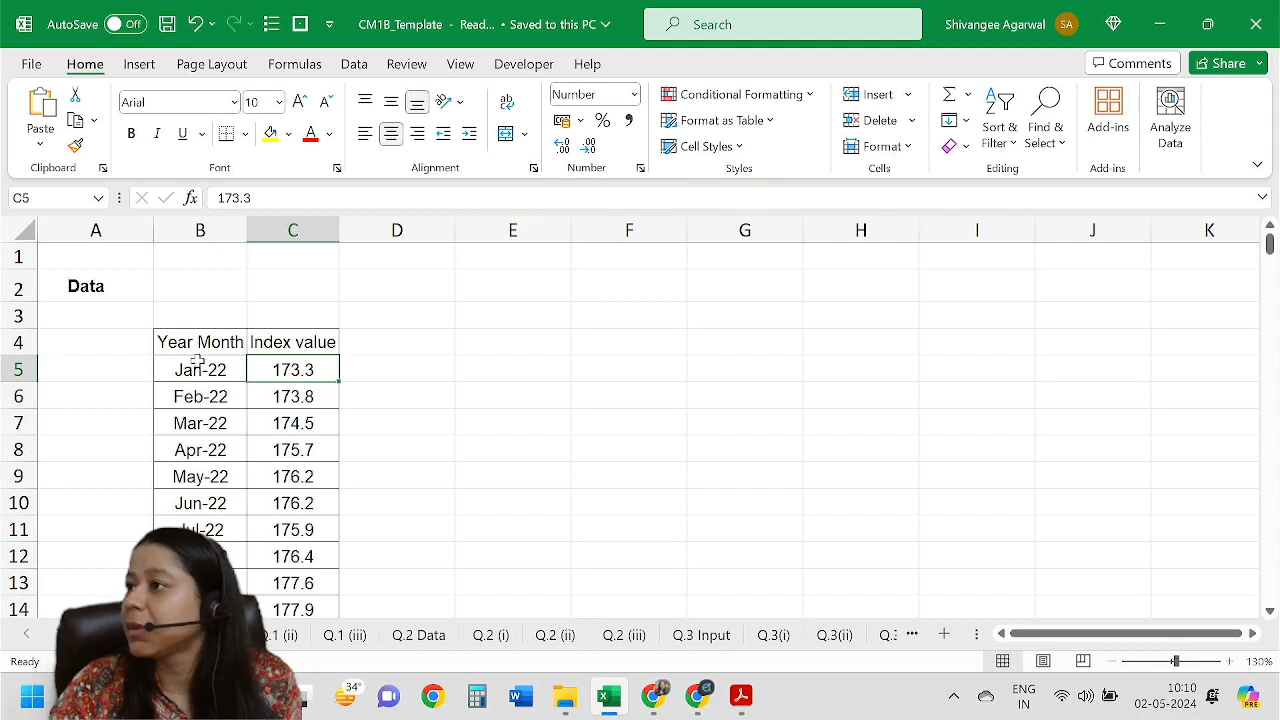 AutoSave Off CM1B_Template - Read... • Saved to this PC Search Shivangee Agarwal SA
File Home Insert Page Layout Formulas Data Review View Developer Help Comments Share
Paste Arial 10 Number Conditional Formatting Insert Sort & Filter Find & Select Add-ins Analyze Data
Format as Table Delete
B I U A Cell Styles Format
Clipboard Font Alignment Number Styles Cells Editing Add-ins
G5 fx 173.3
A B C D E F G H I J K
1
2 Data
3
4 Year Month Index value
5 Jan-22 173.3
6 Feb-22 173.8
7 Mar-22 174.5
8 Apr-22 175.7
9 May-22 176.2
10 Jun-22 176.2
11 Jul-22 175.9
12 176.4
13 177.6
14 177.9
.1 (ii) Q.1 (iii) Q.2 Data Q.2 (i) Q.2 (ii) Q.2 (iii) Q.3 Input Q.3(i) Q.3(ii) Q.: ...
Ready 130%
34° ENG IN 10:10 02-05-2024 PRE